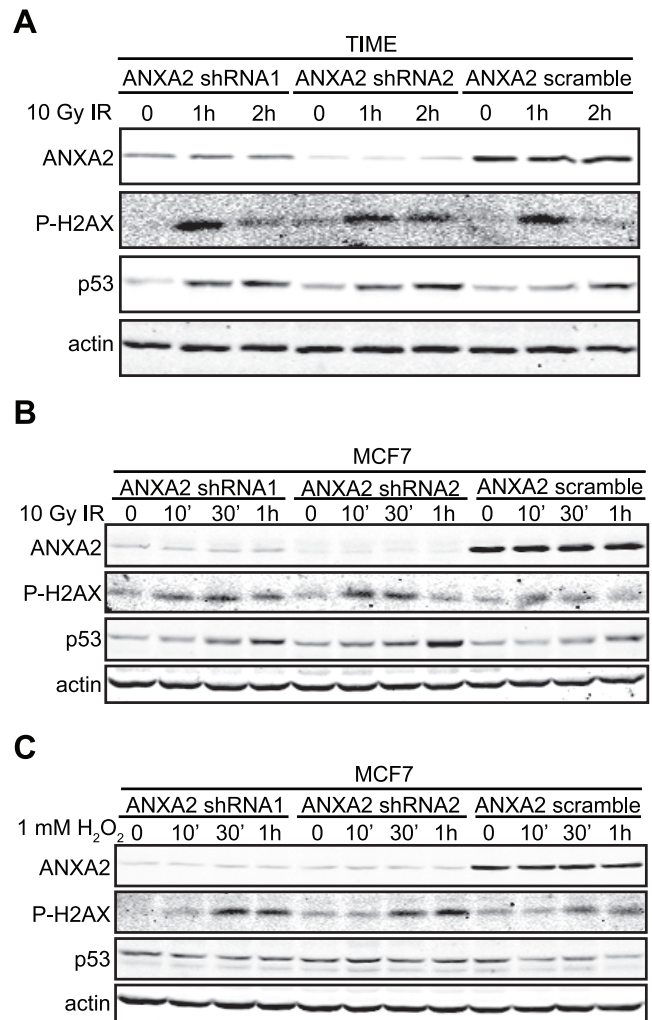 A
TIME
ANXA2 shRNA1 ANXA2 shRNA2 ANXA2 scramble
10 Gy IR 0 1h 2h 0 1h 2h 0 1h 2h
ANXA2
P-H2AX
p53
actin
B
MCF7
ANXA2 shRNA1 ANXA2 shRNA2 ANXA2 scramble
10 Gy IR 0 10' 30' 1h 0 10' 30' 1h 0 10' 30' 1h
ANXA2
P-H2AX
p53
actin
C
MCF7
ANXA2 shRNA1 ANXA2 shRNA2 ANXA2 scramble
1 mM H₂O₂ 0 10' 30' 1h 0 10' 30' 1h 0 10' 30' 1h
ANXA2
P-H2AX
p53
actin